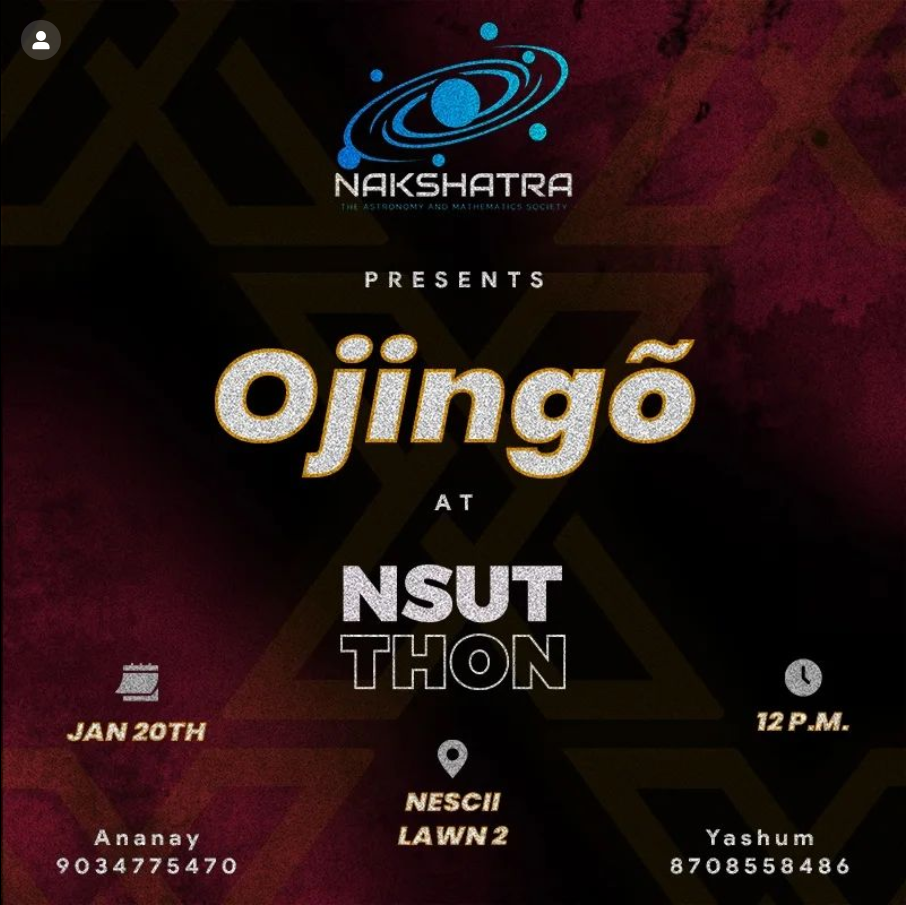 NAKSHATRA
THE ASTRONOMY AND MATHEMATICS SOCIETY
PRESENTS
Ojingõ
AT
NSUT
THON
JAN 20TH
12 P.M.
NESCII
LAWN 2
Ananay
9034775470
Yashum
8708558486